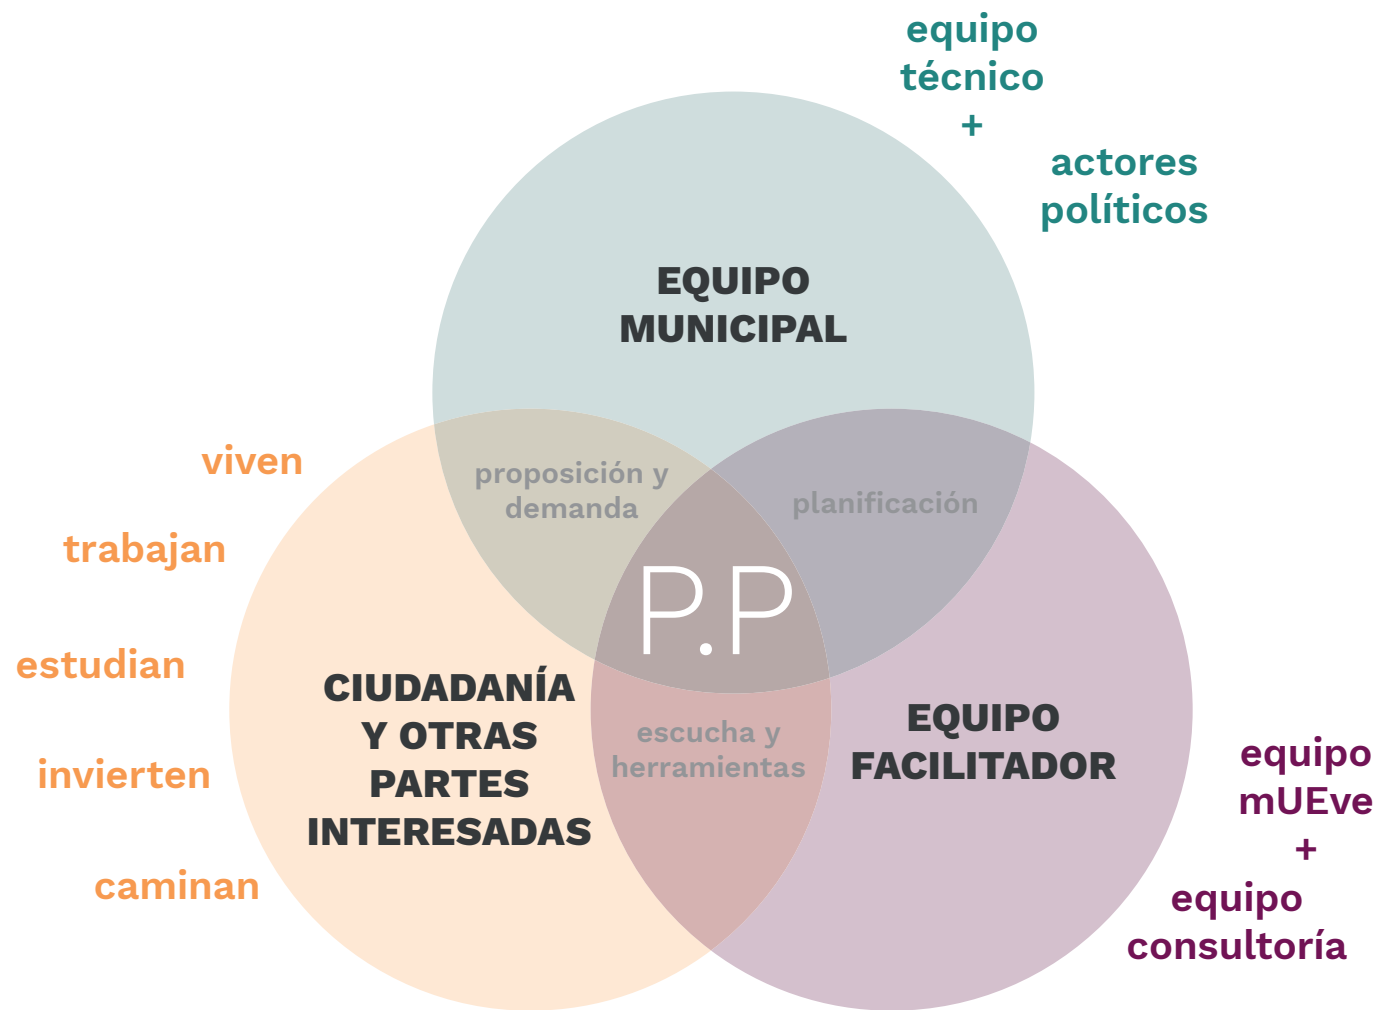 equipo
técnico
+
actores
políticos
EQUIPO
MUNICIPAL
viven
trabajan
estudian
invierten
caminan
proposición y
demanda
planificación
P.P
CIUDADANÍA
Y OTRAS
PARTES
INTERESADAS
escucha y
herramientas
EQUIPO
FACILITADOR
equipo
mUEve
+
equipo
consultoría